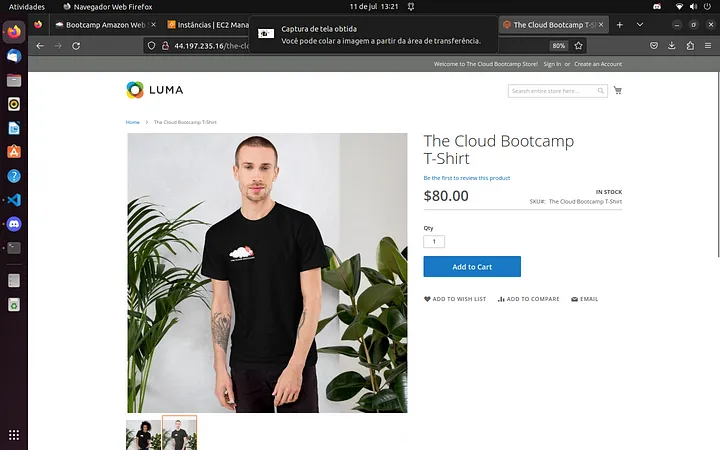 Atividades
Navegador Web Firefox
11 de jul 13:21
Bootcamp Amazon Web
Instâncias | EC2 Mana
Captura de tela obtida
Você pode colar a imagem a partir da área de transferência.
The Cloud Bootcamp T-S
44.197.235.16/the-clo
80%
Welcome to The Cloud Bootcamp Store!
Sign In or Create an Account
LUMA
Search entire store here...
Home > The Cloud Bootcamp T-Shirt
The Cloud Bootcamp
T-Shirt
Be the first to review this product
$80.00
IN STOCK
SKU#: The Cloud Bootcamp T-Shirt
Qty
1
Add to Cart
ADD TO WISH LIST
ADD TO COMPARE
EMAIL